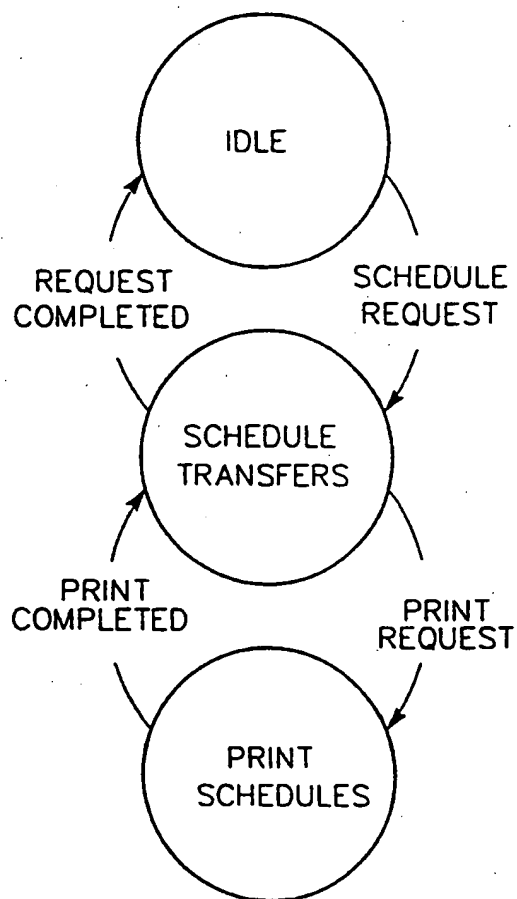 IDLE
REQUEST
COMPLETED
SCHEDULE
REQUEST
SCHEDULE
TRANSFERS
PRINT
COMPLETED
PRINT
REQUEST
PRINT
SCHEDULES